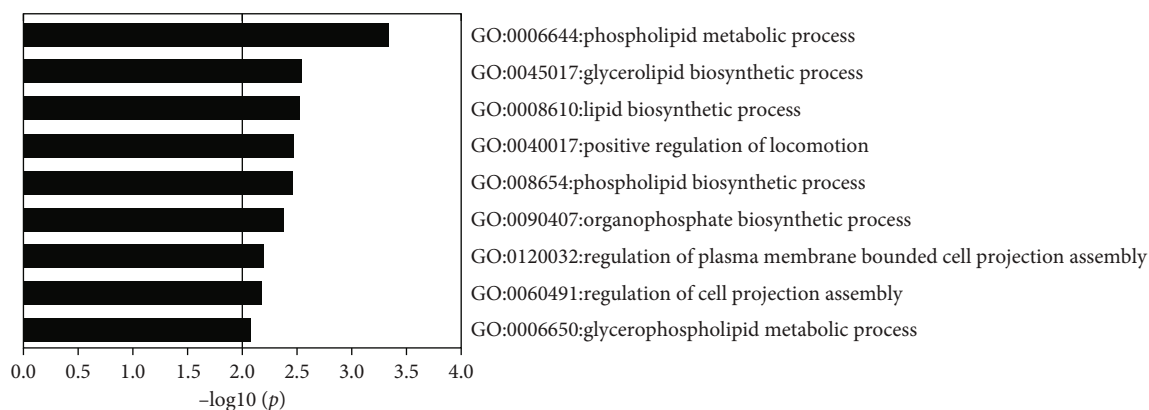 GO:0006644:phospholipid metabolic process
GO:0045017:glycerolipid biosynthetic process
GO:0008610:lipid biosynthetic process
GO:0040017:positive regulation of locomotion
GO:008654:phospholipid biosynthetic process
GO:0090407:organophosphate biosynthetic process
GO:0120032:regulation of plasma membrane bounded cell projection assembly
GO:0060491:regulation of cell projection assembly
GO:0006650:glycerophospholipid metabolic process
0.0 0.5 1.0 1.5 2.0 2.5 3.0 3.5 4.0
–log10 (p)